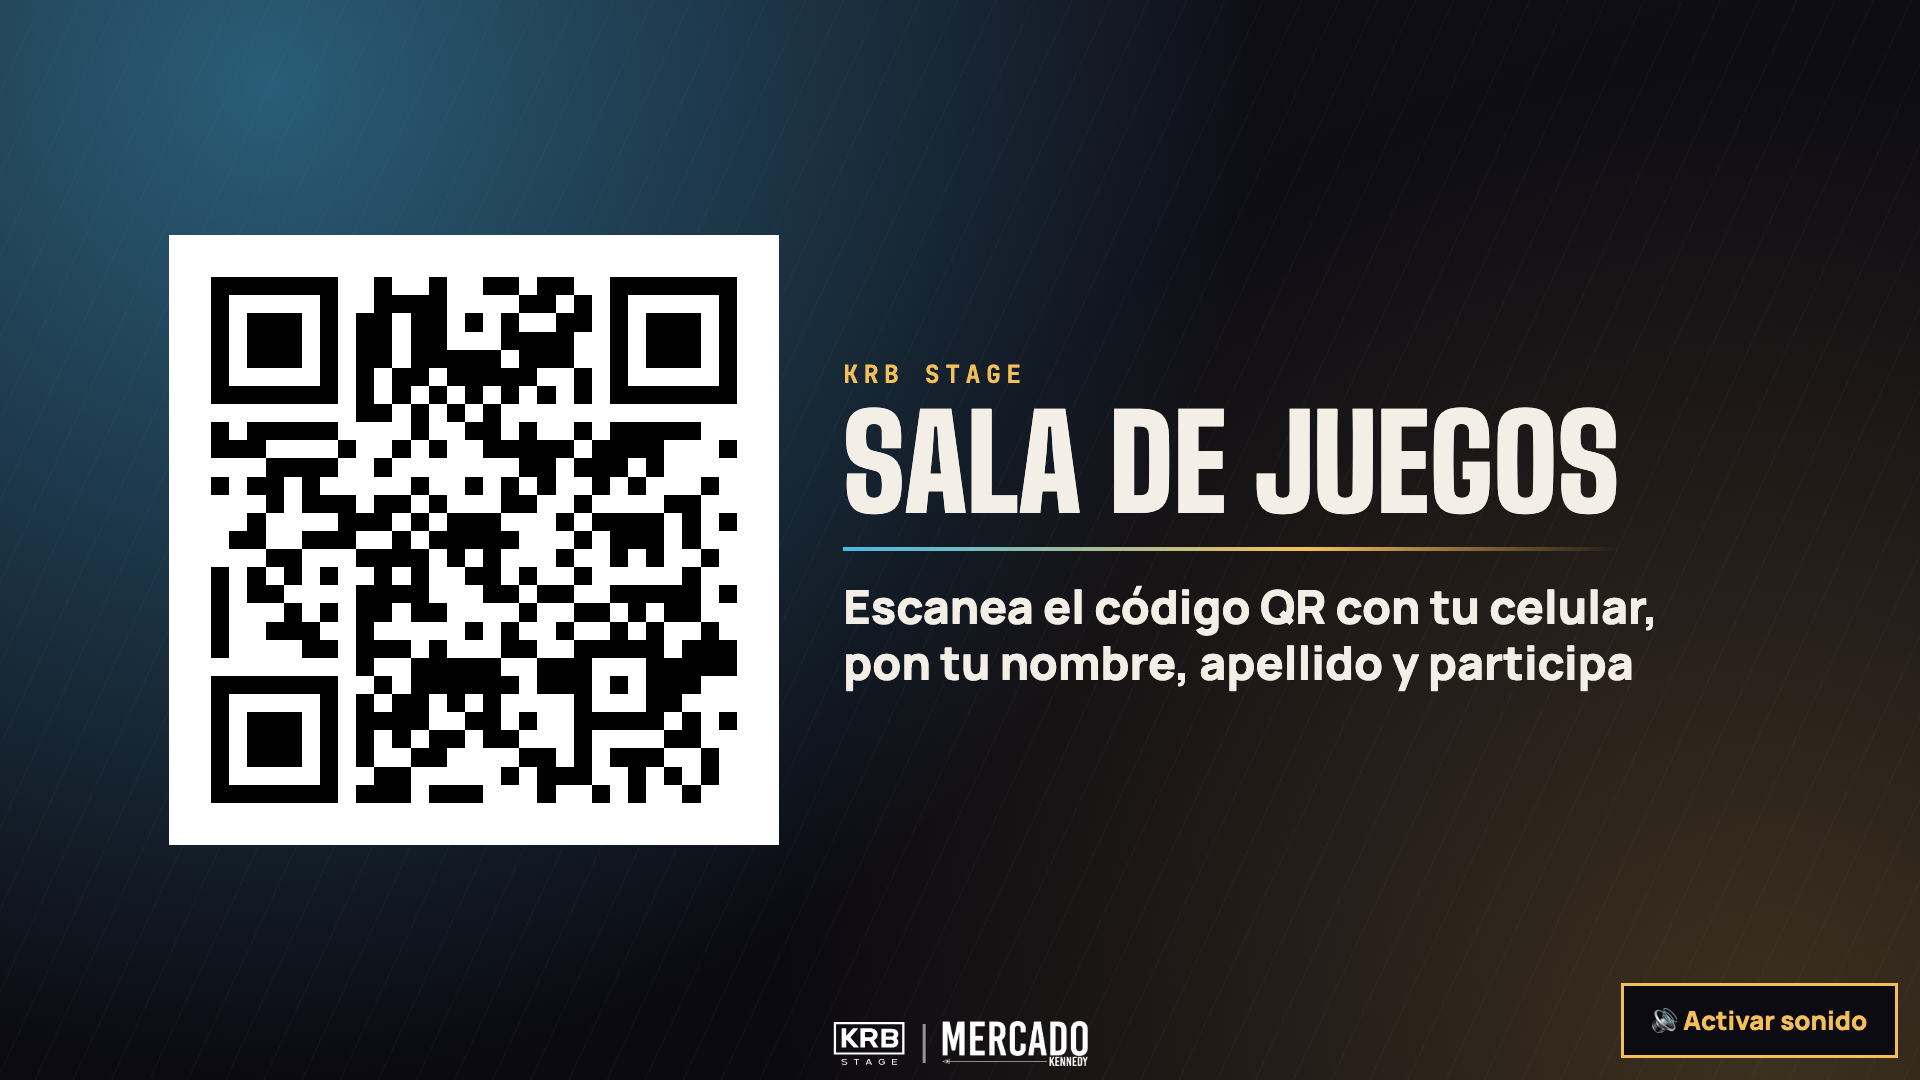 KRB STAGE
SALA DE JUEGOS
Escanea el código QR con tu celular,
pon tu nombre, apellido y participa
🔊 Activar sonido
KRB
STAGE
MERCADO
KENNEDY